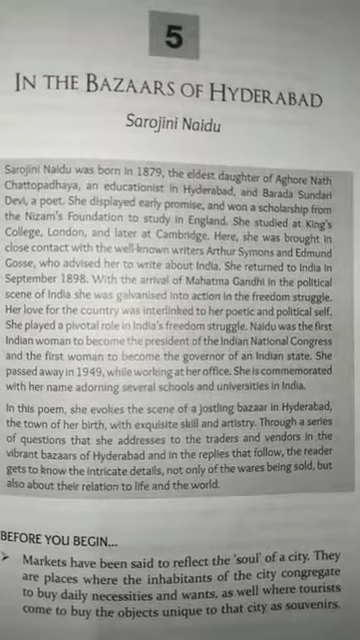 5
IN THE BAZAARS OF HYDERABAD
Sarojini Naidu
Sarojini Naidu was born in 1879, the eldest daughter of Aghore Nath
Chattopadhaya, an educationist in Hyderabad, and Barada Sundari
Devi, a poet. She displayed early promise, and won a scholarship from
the Nizam's Foundation to study in England. She studied at King's
College, London, and later at Cambridge. Here, she was brought in
close contact with the well-known writers Arthur Symons and Edmund
Gosse, who advised her to write about India. She returned to India in
September 1898. With the arrival of Mahatma Gandhi in the political
scene of India she was galvanised into action in the freedom struggle.
Her love for the country was interlinked to her poetic and political self.
She played a pivotal role in India's freedom struggle. Naidu was the first
Indian woman to become the president of the Indian National Congress
and the first woman to become the governor of an Indian state. She
passed away in 1949, while working at her office. She is commemorated
with her name adorning several schools and universities in India.
In this poem, she evokes the scene of a jostling bazaar in Hyderabad,
the town of her birth, with exquisite skill and artistry. Through a series
of questions that she addresses to the traders and vendors in the
vibrant bazaars of Hyderabad and in the replies that follow, the reader
gets to know the intricate details, not only of the wares being sold, but
also about their relation to life and the world.
BEFORE YOU BEGIN...
➢ Markets have been said to reflect the 'soul' of a city. They
are places where the inhabitants of the city congregate
to buy daily necessities and wants, as well where tourists
come to buy the objects unique to that city as souvenirs.